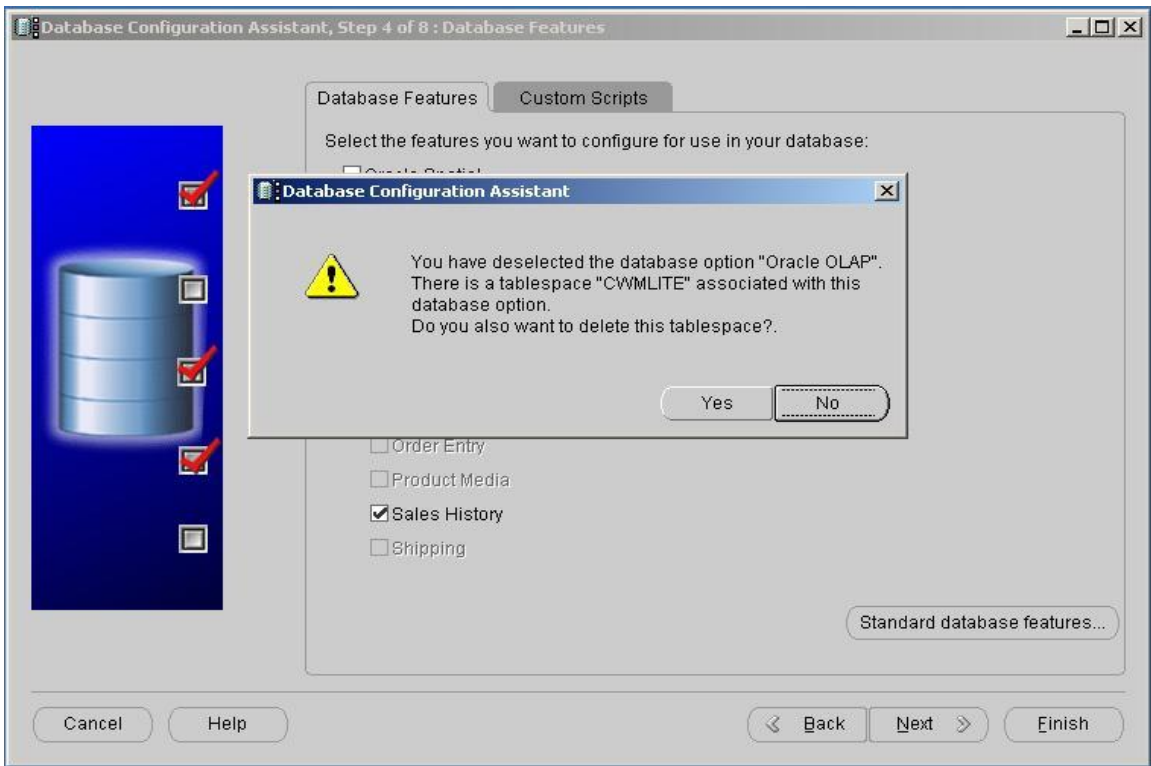 Database Configuration Assistant, Step 4 of 8 : Database Features
Database Features
Custom Scripts
Select the features you want to configure for use in your database:
Database Configuration Assistant
You have deselected the database option "Oracle OLAP".
There is a tablespace "CWMLITE" associated with this
database option.
Do you also want to delete this tablespace?.
Yes
No
Order Entry
Product Media
Sales History
Shipping
Standard database features...
Cancel
Help
Back
Next
Finish